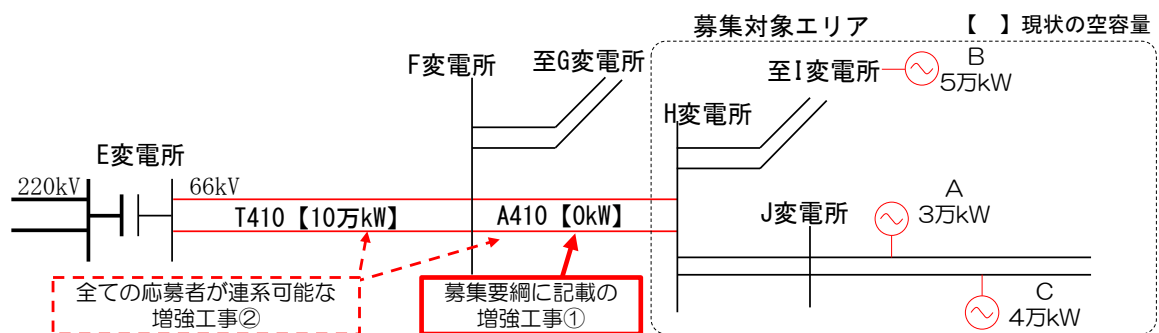 募集対象エリア
【　】現状の空容量
F変電所
至G変電所
至I変電所
B
5万kW
H変電所
E変電所
220kV
66kV
T410【10万kW】
A410【0kW】
J変電所
A
3万kW
全ての応募者が連系可能な
増強工事②
募集要綱に記載の
増強工事①
C
4万kW